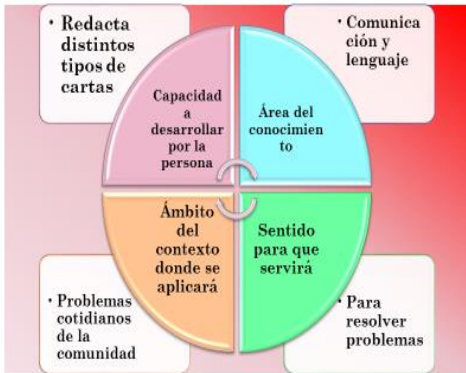 • Redacta
distintos
tipos de
cartas
• Comunica
ción y
lenguaje
Capacidad
a
desarrollar
por la
persona
Área del
conocimien
to
Ámbito
del
contexto
donde se
aplicará
Sentido
para que
servirá
• Problemas
cotidianos
de la
comunidad
• Para
resolver
problemas